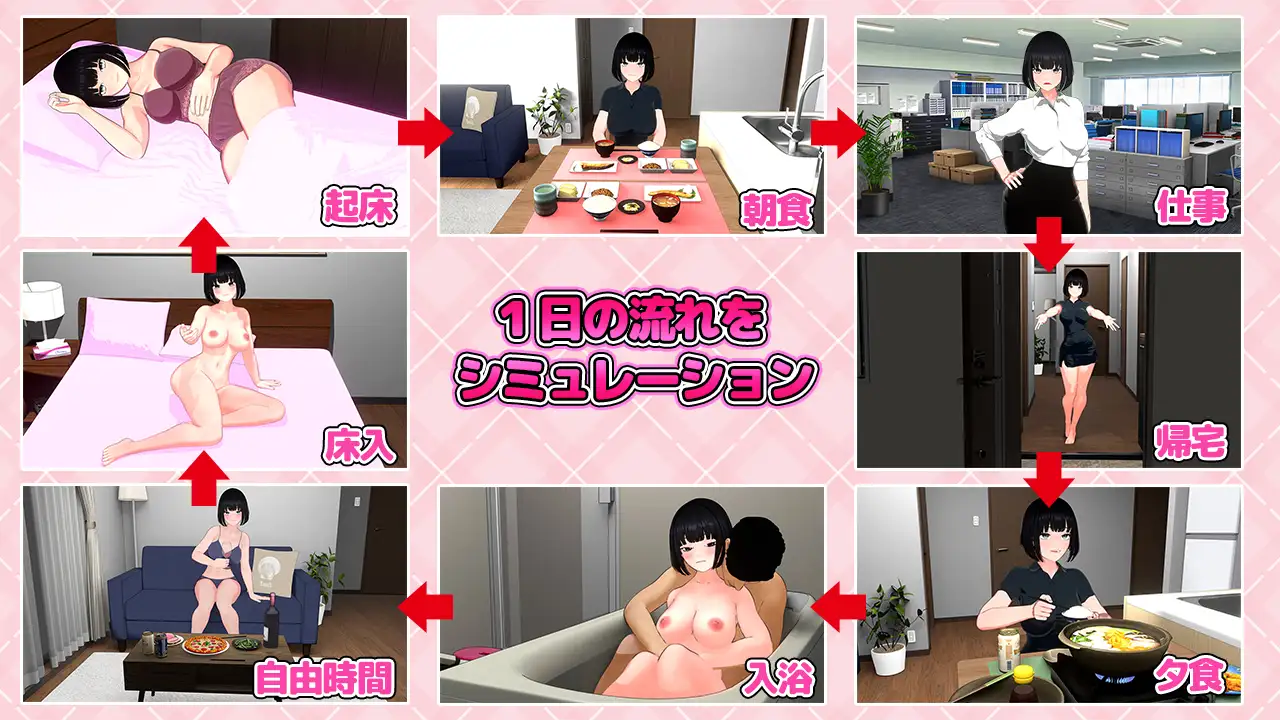 起床
朝食
仕事
1日の流れを
シミュレーション
床入
帰宅
自由時間
入浴
夕食